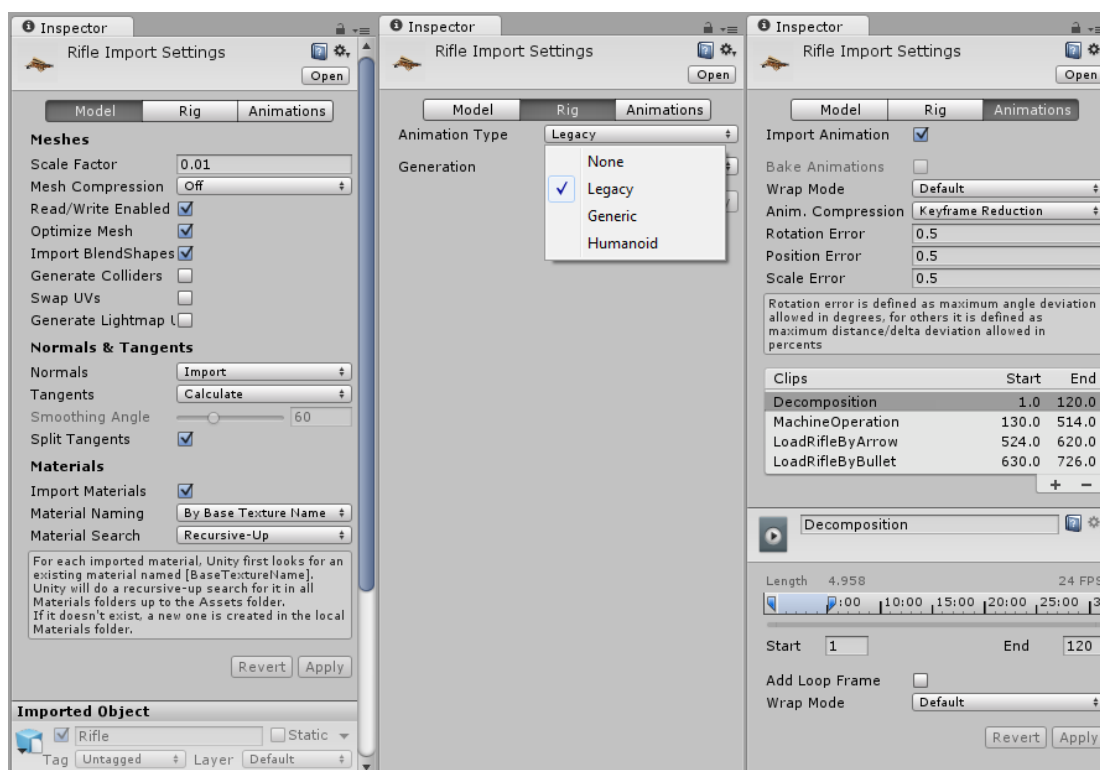 Inspector
Rifle Import Settings
Open
Model Rig Animations
Meshes
Scale Factor 0.01
Mesh Compression Off
Read/Write Enabled
Optimize Mesh
Import BlendShapes
Generate Colliders
Swap UVs
Generate Lightmap U
Normals & Tangents
Normals Import
Tangents Calculate
Smoothing Angle 60
Split Tangents
Materials
Import Materials
Material Naming By Base Texture Name
Material Search Recursive-Up
For each imported material, Unity first looks for an
existing material named [BaseTextureName].
Unity will do a recursive-up search for it in all
Materials folders up to the Assets folder.
If it doesn't exist, a new one is created in the local
Materials folder.
Revert Apply
Imported Object
Rifle Static
Tag Untagged Layer Default
Inspector
Rifle Import Settings
Open
Model Rig Animations
Animation Type Legacy
Generation
None
Legacy
Generic
Humanoid
Inspector
Rifle Import Settings
Open
Model Rig Animations
Import Animation
Bake Animations
Wrap Mode Default
Anim. Compression Keyframe Reduction
Rotation Error 0.5
Position Error 0.5
Scale Error 0.5
Rotation error is defined as maximum angle deviation
allowed in degrees, for others it is defined as
maximum distance/delta deviation allowed in
percents
Clips Start End
Decomposition 1.0 120.0
MachineOperation 130.0 514.0
LoadRifleByArrow 524.0 620.0
LoadRifleByBullet 630.0 726.0
+ −
Decomposition
Length 4.958 24 FPS
:00 10:00 15:00 20:00 25:00 3
Start 1 End 120
Add Loop Frame
Wrap Mode Default
Revert Apply